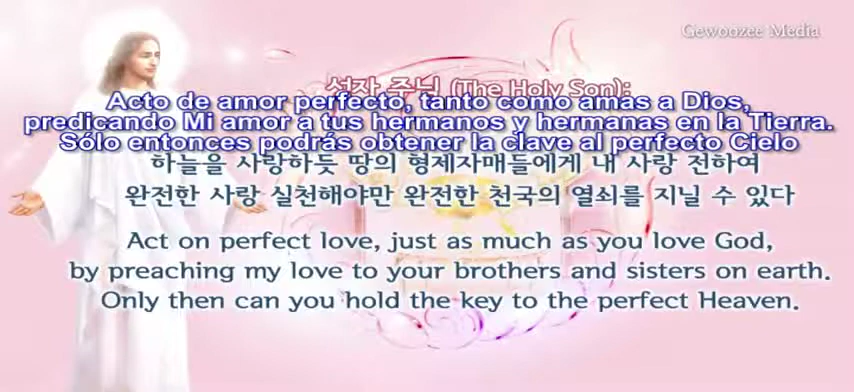 Gewoozee Media
성자 주님 (The Holy Son):
Acto de amor perfecto, tanto como amas a Dios,
predicando Mi amor a tus hermanos y hermanas en la Tierra.
Sólo entonces podrás obtener la clave al perfecto Cielo
하늘을 사랑하듯 땅의 형제자매들에게 내 사랑 전하여
완전한 사랑 실천해야만 완전한 천국의 열쇠를 지닐 수 있다
Act on perfect love, just as much as you love God,
by preaching my love to your brothers and sisters on earth.
Only then can you hold the key to the perfect Heaven.